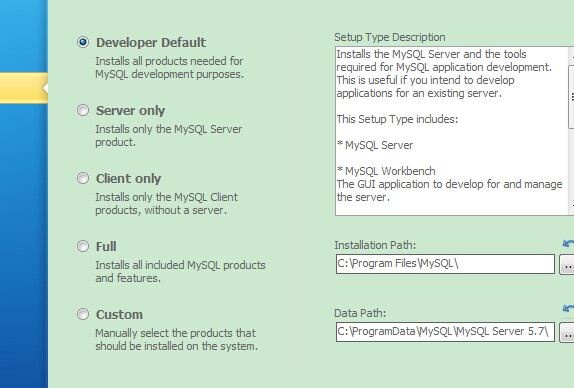 Developer Default
Installs all products needed for
MySQL development purposes.
Server only
Installs only the MySQL Server
product.
Client only
Installs only the MySQL Client
products, without a server.
Full
Installs all included MySQL products
and features.
Custom
Manually select the products that
should be installed on the system.
Setup Type Description
Installs the MySQL Server and the tools
required for MySQL application development.
This is useful if you intend to develop
applications for an existing server.
This Setup Type includes:
* MySQL Server
* MySQL Workbench
The GUI application to develop for and manage
the server.
Installation Path:
C:\Program Files\MySQL\
...
Data Path:
C:\ProgramData\MySQL\MySQL Server 5.7\
...